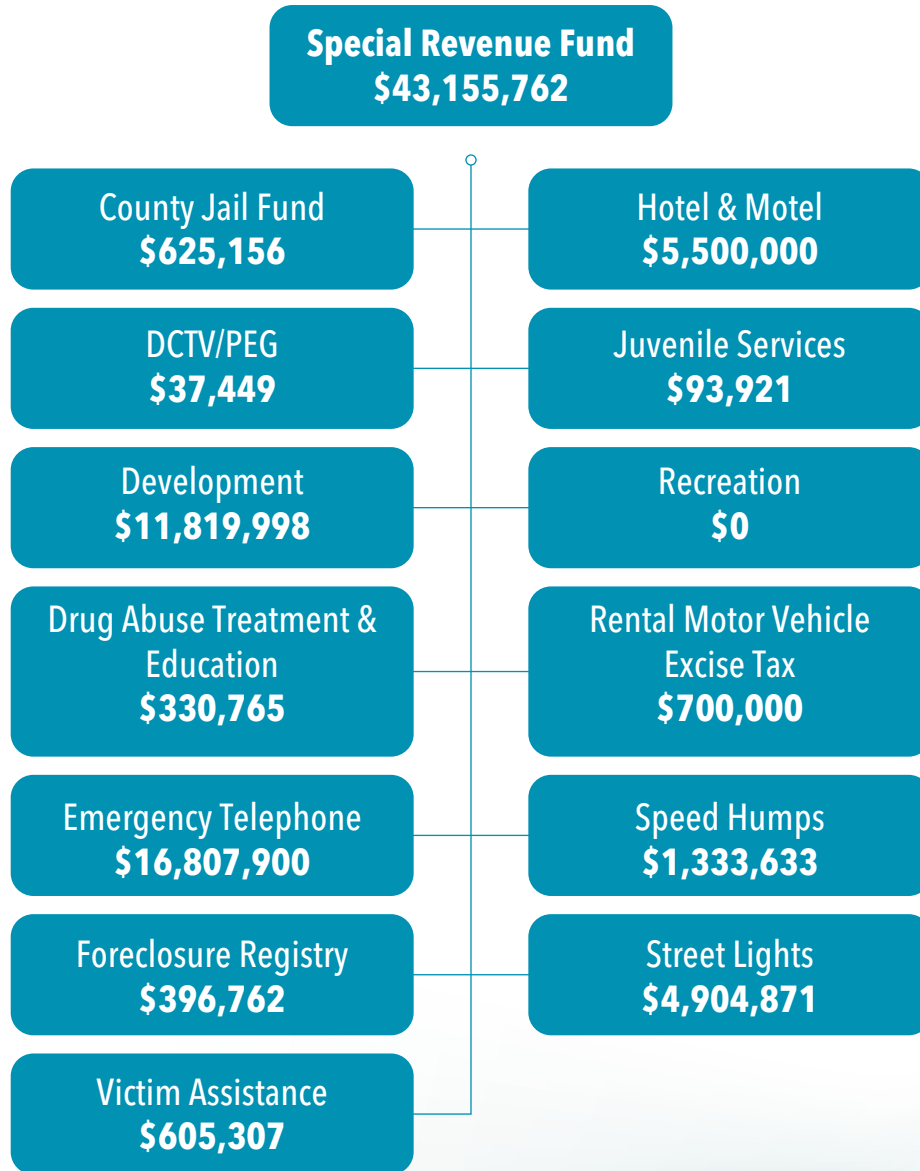 Special Revenue Fund
$43,155,762
County Jail Fund
$625,156
Hotel & Motel
$5,500,000
DCTV/PEG
$37,449
Juvenile Services
$93,921
Development
$11,819,998
Recreation
$0
Drug Abuse Treatment &
Education
$330,765
Rental Motor Vehicle
Excise Tax
$700,000
Emergency Telephone
$16,807,900
Speed Humps
$1,333,633
Foreclosure Registry
$396,762
Street Lights
$4,904,871
Victim Assistance
$605,307